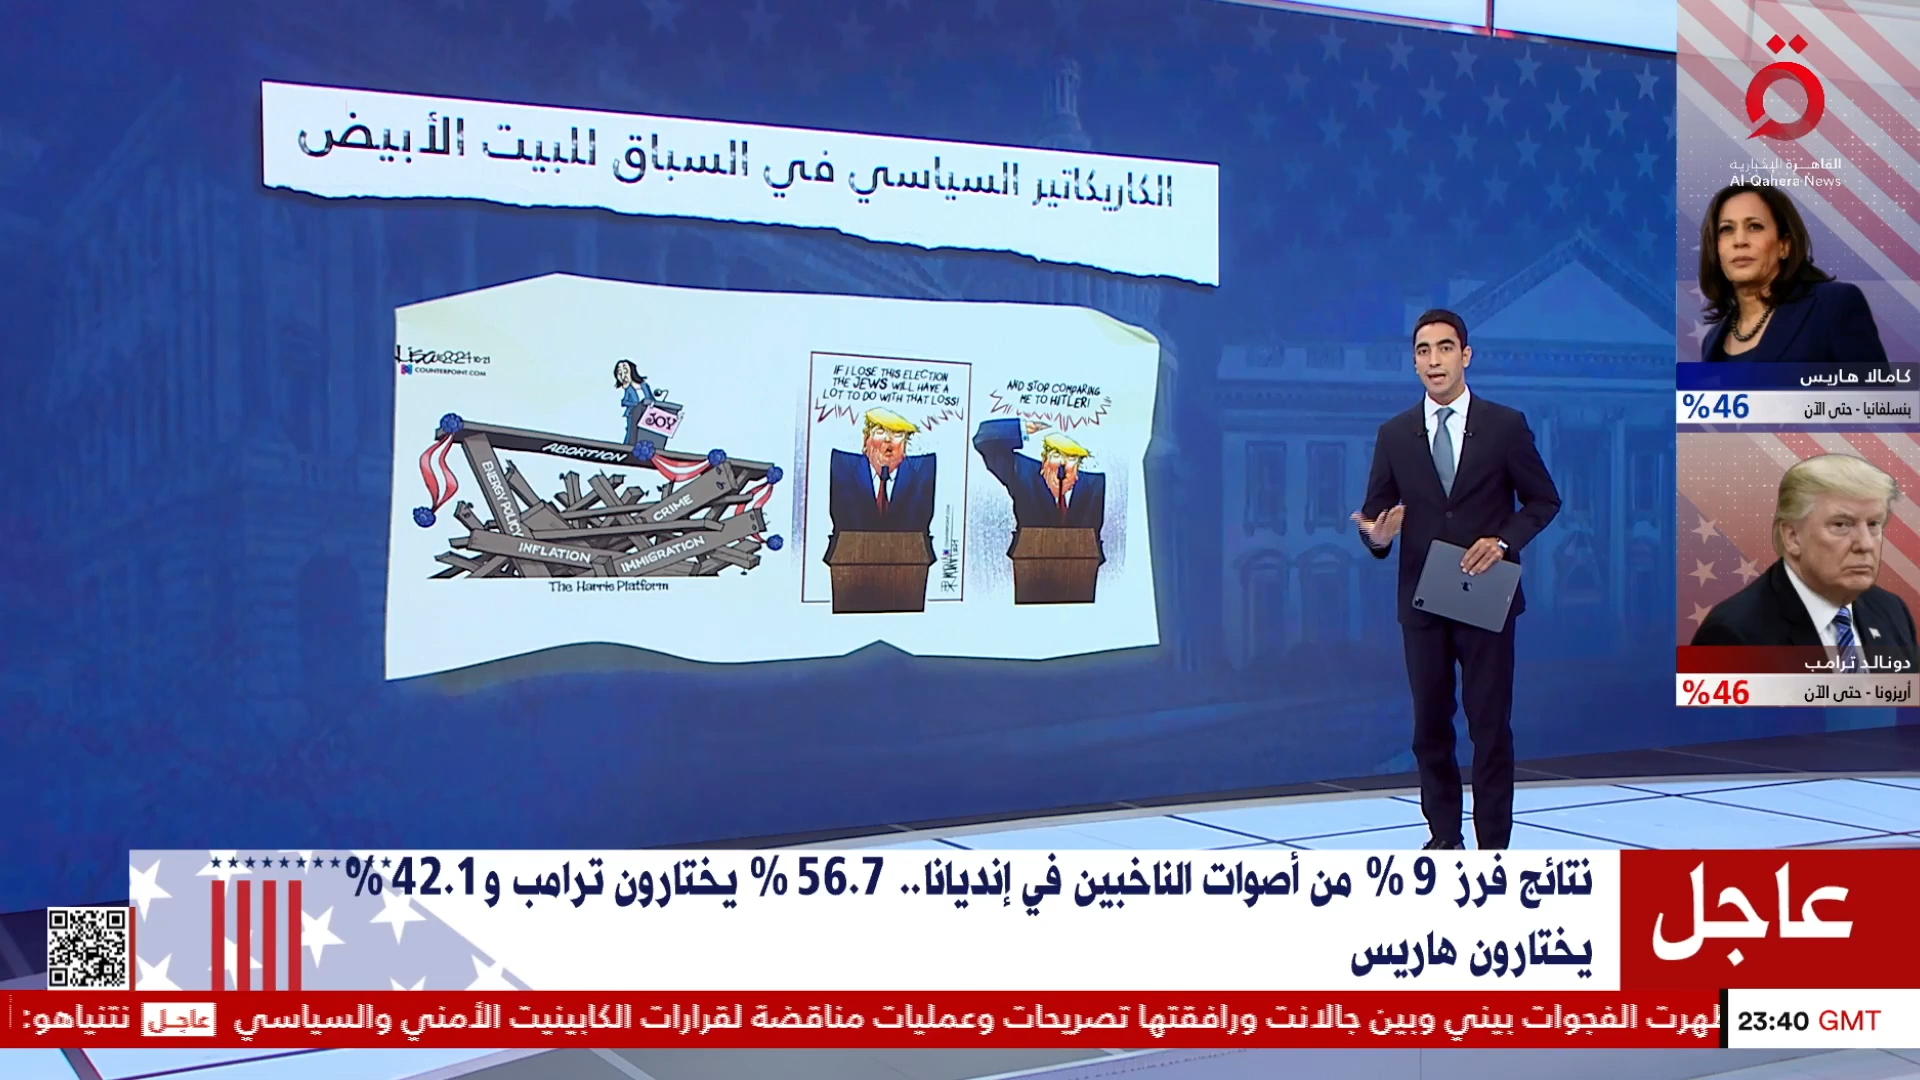 الكاريكاتير السياسي في السباق للبيت الأبيض
COUNTERPOINT.COM
JOY
ABORTION
ENERGY POLICY
CRIME
INFLATION
IMMIGRATION
The Harris Platform
IF I LOSE THIS ELECTION
THE JEWS WILL HAVE A
LOT TO DO WITH THAT LOSS!
AND STOP COMPARING
ME TO HITLER!
القاهرة الإخبارية
Al-Qahera News
كامالا هاريس
بنسلفانيا - حتى الآن
%46
دونالد ترامب
أريزونا - حتى الآن
%46
عاجل
نتائج فرز 9 % من أصوات الناخبين في إنديانا.. 56.7 % يختارون ترامب و42.1 %
يختارون هاريس
ظهرت الفجوات بيني وبين جالانت ورافقتها تصريحات وعمليات مناقضة لقرارات الكابينيت الأمني والسياسي عاجل نتنياهو:
23:40 GMT